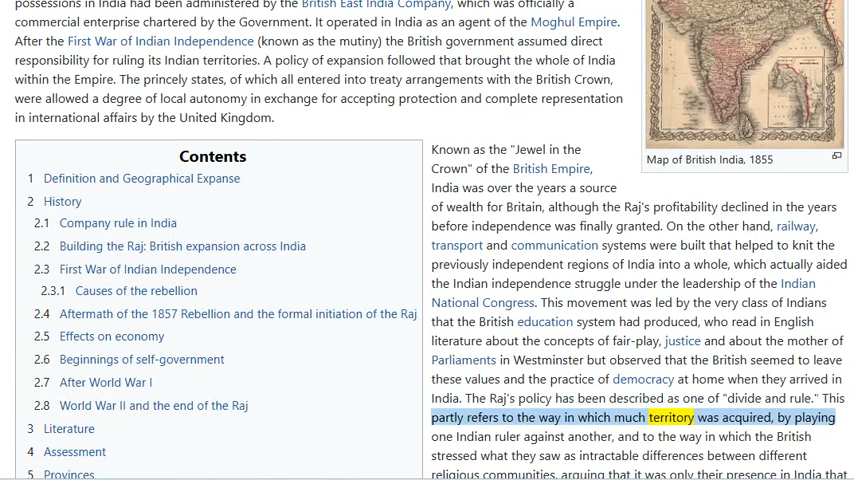 possessions in India had been administered by the British East India Company, which was officially a
commercial enterprise chartered by the Government. It operated in India as an agent of the Moghul Empire.
After the First War of Indian Independence (known as the mutiny) the British government assumed direct
responsibility for ruling its Indian territories. A policy of expansion followed that brought the whole of India
within the Empire. The princely states, of which all entered into treaty arrangements with the British Crown,
were allowed a degree of local autonomy in exchange for accepting protection and complete representation
in international affairs by the United Kingdom.
Map of British India, 1855
Contents
1 Definition and Geographical Expanse
2 History
2.1 Company rule in India
2.2 Building the Raj: British expansion across India
2.3 First War of Indian Independence
2.3.1 Causes of the rebellion
2.4 Aftermath of the 1857 Rebellion and the formal initiation of the Raj
2.5 Effects on economy
2.6 Beginnings of self-government
2.7 After World War I
2.8 World War II and the end of the Raj
3 Literature
4 Assessment
5 Provinces
Known as the "Jewel in the
Crown" of the British Empire,
India was over the years a source
of wealth for Britain, although the Raj's profitability declined in the years
before independence was finally granted. On the other hand, railway,
transport and communication systems were built that helped to knit the
previously independent regions of India into a whole, which actually aided
the Indian independence struggle under the leadership of the Indian
National Congress. This movement was led by the very class of Indians
that the British education system had produced, who read in English
literature about the concepts of fair-play, justice and about the mother of
Parliaments in Westminster but observed that the British seemed to leave
these values and the practice of democracy at home when they arrived in
India. The Raj's policy has been described as one of "divide and rule." This
partly refers to the way in which much territory was acquired, by playing
one Indian ruler against another, and to the way in which the British
stressed what they saw as intractable differences between different
religious communities, arguing that it was only their presence in India that